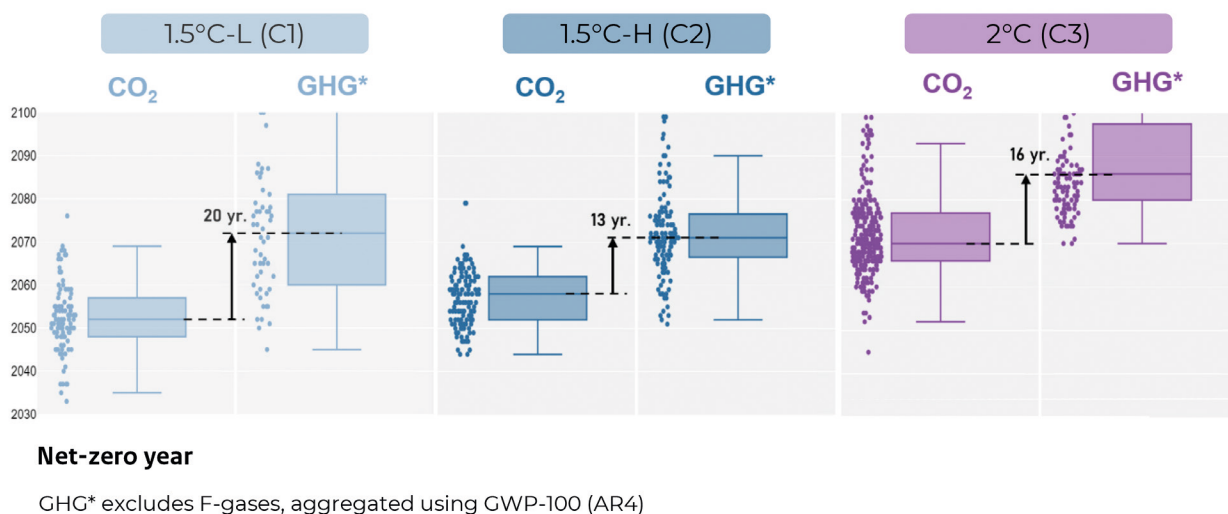 1.5°C-L (C1) 1.5°C-H (C2) 2°C (C3)
CO₂ GHG* CO₂ GHG* CO₂ GHG*
2100
2090
2080
2070
2060
2050
2040
2030
20 yr.
13 yr.
16 yr.
Net-zero year
GHG* excludes F-gases, aggregated using GWP-100 (AR4)